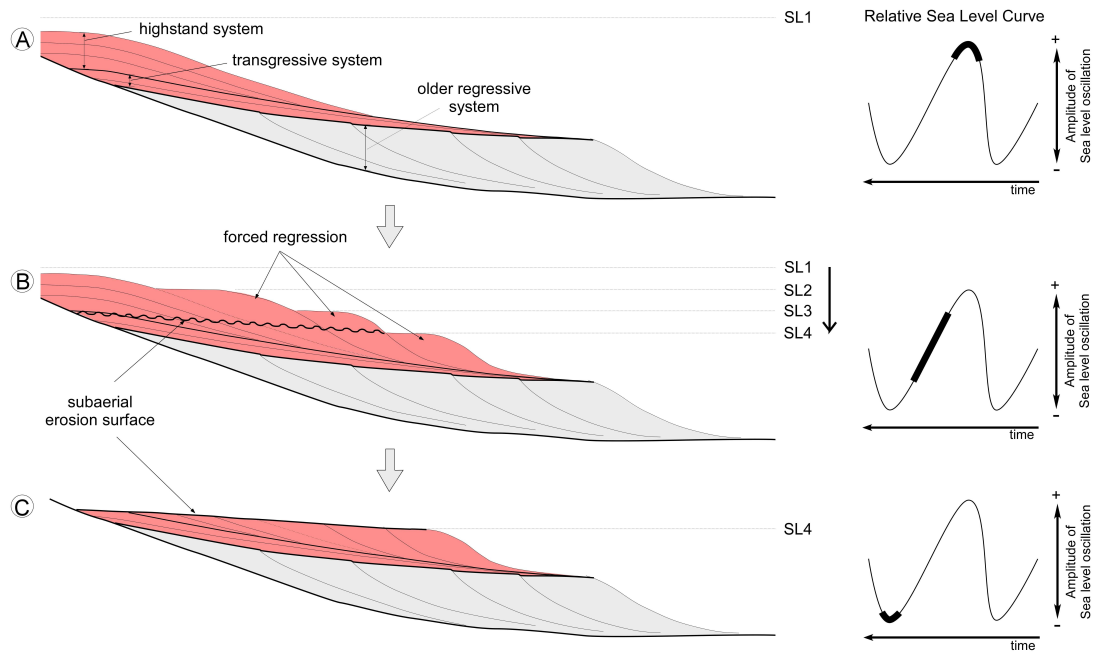 SL1
Relative Sea Level Curve
A
highstand system
transgressive system
older regressive
system
+
Amplitude of
Sea level oscillation
-
time
forced regression
B
SL1
SL2
SL3
SL4
+
Amplitude of
Sea level oscillation
-
time
subaerial
erosion surface
C
SL4
+
Amplitude of
Sea level oscillation
-
time